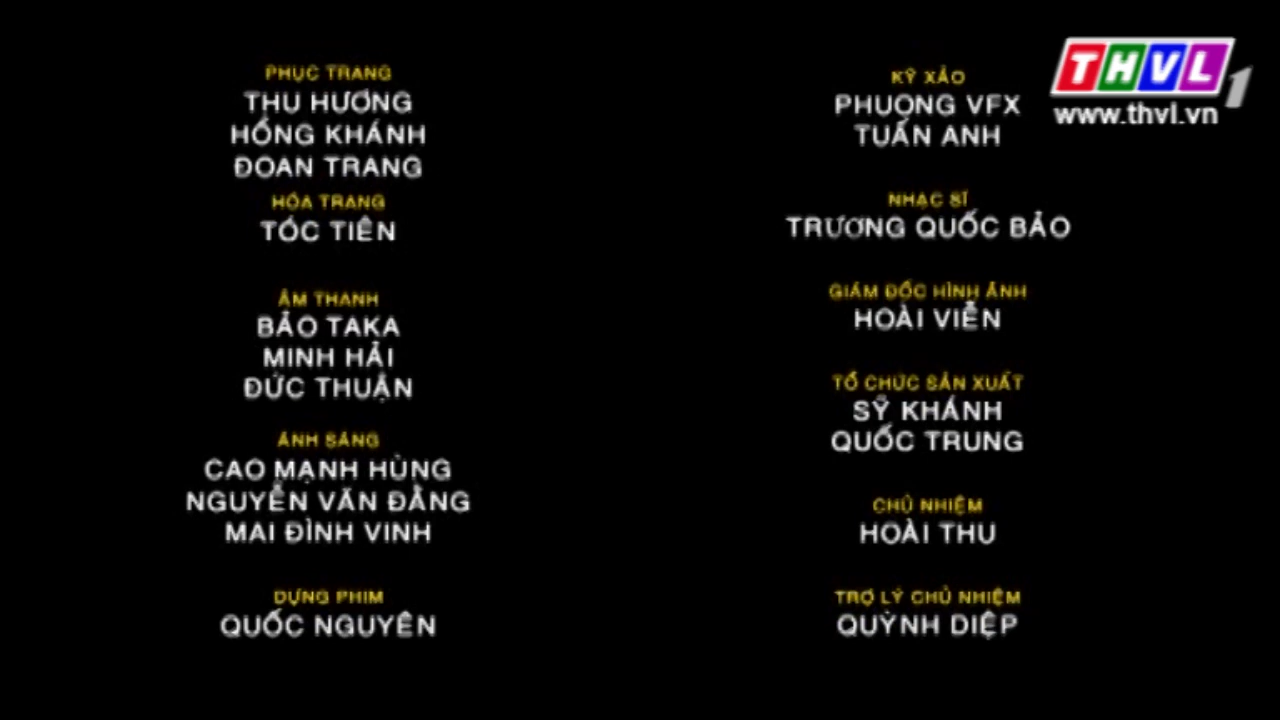 PHỤC TRANG
THU HƯƠNG
HỒNG KHÁNH
ĐOAN TRANG
HÓA TRANG
TÓC TIÊN
ÂM THANH
BẢO TAKA
MINH HẢI
ĐỨC THUẬN
ÁNH SÁNG
CAO MẠNH HÙNG
NGUYỄN VĂN ĐẰNG
MAI ĐÌNH VINH
DỰNG PHIM
QUỐC NGUYÊN
KỸ XẢO
PHUONG VFX
TUẤN ANH
NHẠC SĨ
TRƯƠNG QUỐC BẢO
GIÁM ĐỐC HÌNH ẢNH
HOÀI VIỄN
TỔ CHỨC SẢN XUẤT
SỸ KHÁNH
QUỐC TRUNG
CHỦ NHIỆM
HOÀI THU
TRỢ LÝ CHỦ NHIỆM
QUỲNH DIỆP
THVL 1
www.thvl.vn